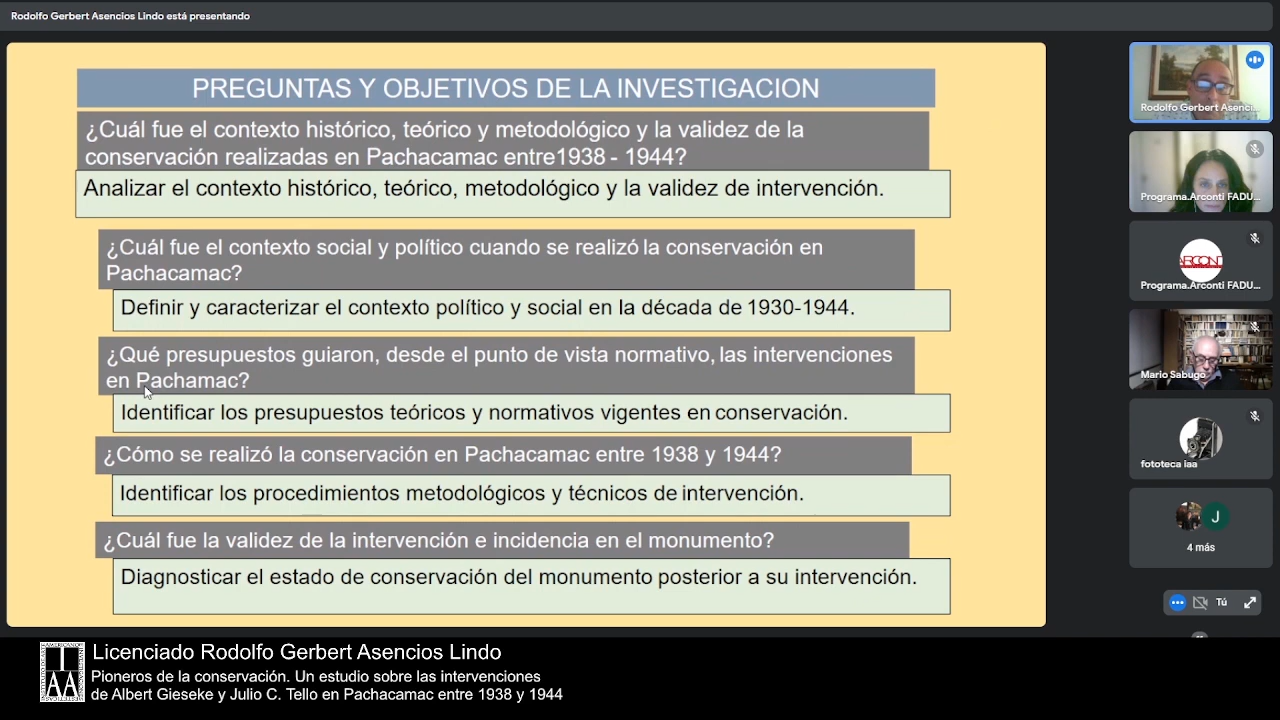 Rodolfo Gerbert Asencios Lindo está presentando
PREGUNTAS Y OBJETIVOS DE LA INVESTIGACION
¿Cuál fue el contexto histórico, teórico y metodológico y la validez de la
conservación realizadas en Pachacamac entre1938 - 1944?
Analizar el contexto histórico, teórico, metodológico y la validez de intervención.
¿Cuál fue el contexto social y político cuando se realizó la conservación en
Pachacamac?
Definir y caracterizar el contexto político y social en la década de 1930-1944.
¿Qué presupuestos guiaron, desde el punto de vista normativo, las intervenciones
en Pachamac?
Identificar los presupuestos teóricos y normativos vigentes en conservación.
¿Cómo se realizó la conservación en Pachacamac entre 1938 y 1944?
Identificar los procedimientos metodológicos y técnicos de intervención.
¿Cuál fue la validez de la intervención e incidencia en el monumento?
Diagnosticar el estado de conservación del monumento posterior a su intervención.
Rodolfo Gerbert Asenci...
Programa.Arconti FADU...
ARCONTI
Programa.Arconti FADU...
Mario Sabugo
fototeca iaa
J
4 más
Tú
IAA
Licenciado Rodolfo Gerbert Asencios Lindo
Pioneros de la conservación. Un estudio sobre las intervenciones
de Albert Gieseke y Julio C. Tello en Pachacamac entre 1938 y 1944